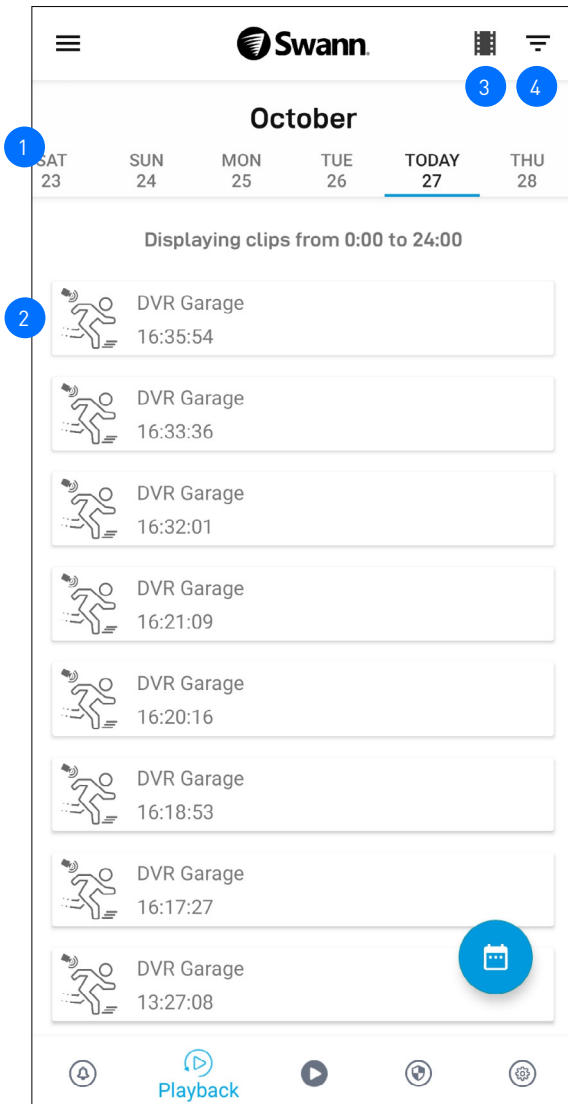 Swann.
3 4
October
1
SAT SUN MON TUE TODAY THU
23 24 25 26 27 28
Displaying clips from 0:00 to 24:00
2
DVR Garage
16:35:54
DVR Garage
16:33:36
DVR Garage
16:32:01
DVR Garage
16:21:09
DVR Garage
16:20:16
DVR Garage
16:18:53
DVR Garage
16:17:27
DVR Garage
13:27:08
Playback